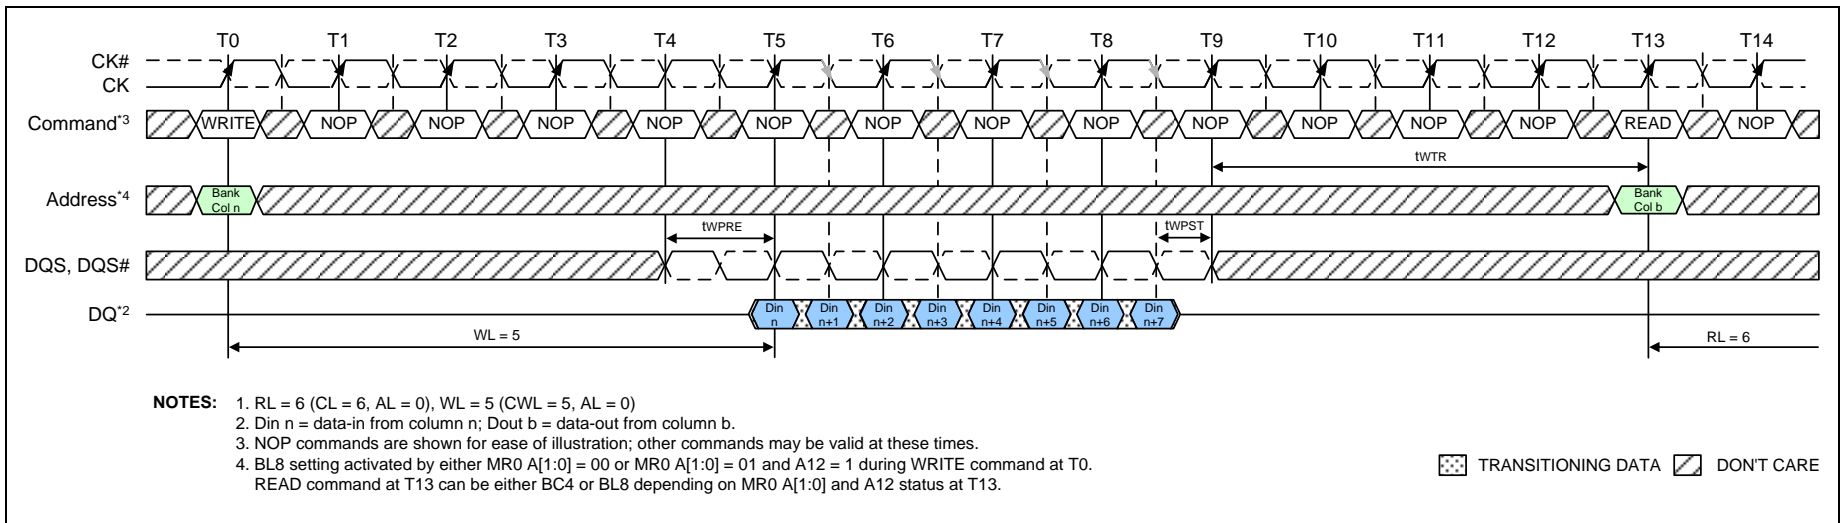 T0 T1 T2 T3 T4 T5 T6 T7 T8 T9 T10 T11 T12 T13 T14
CK#
CK
Command*3 WRITE NOP NOP NOP NOP NOP NOP NOP NOP NOP NOP NOP NOP READ NOP
tWTR
Address*4 Bank Col n Bank Col b
tWPRE tWPST
DQS, DQS#
DQ*2 Din n Din n+1 Din n+2 Din n+3 Din n+4 Din n+5 Din n+6 Din n+7
WL = 5 RL = 6
NOTES: 1. RL = 6 (CL = 6, AL = 0), WL = 5 (CWL = 5, AL = 0)
2. Din n = data-in from column n; Dout b = data-out from column b.
3. NOP commands are shown for ease of illustration; other commands may be valid at these times.
4. BL8 setting activated by either MR0 A[1:0] = 00 or MR0 A[1:0] = 01 and A12 = 1 during WRITE command at T0.
READ command at T13 can be either BC4 or BL8 depending on MR0 A[1:0] and A12 status at T13.
TRANSITIONING DATA DON'T CARE